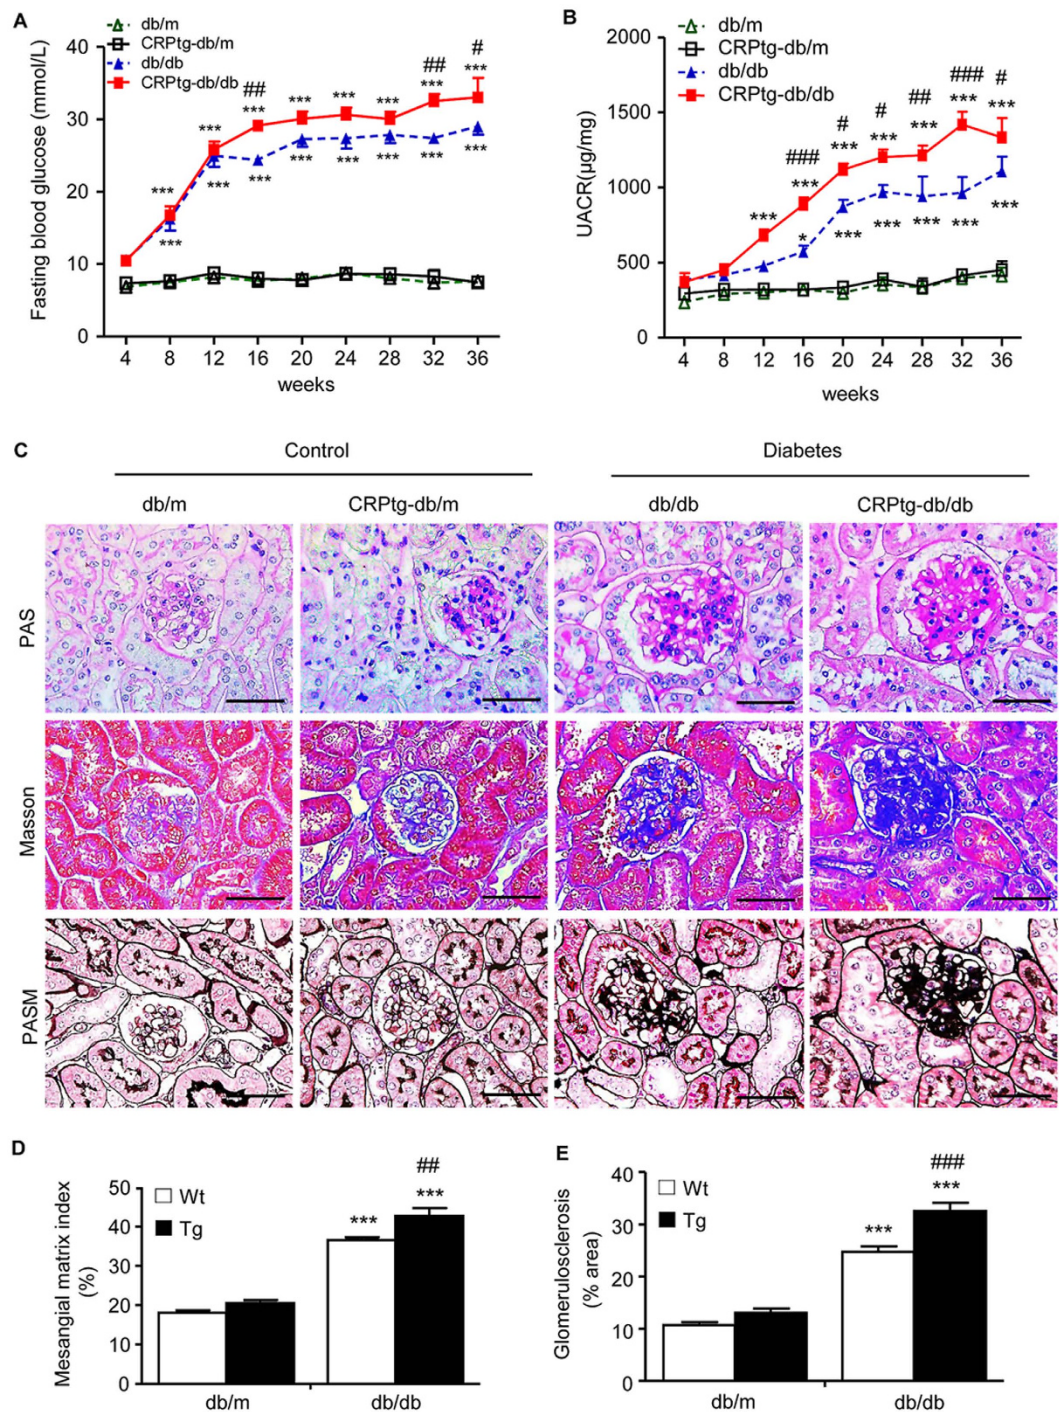 A
db/m
CRPtg-db/m
db/db
CRPtg-db/db
Fasting blood glucose (mmol/L)
40
30
20
10
0
## ## #
*** *** *** *** *** *** *** ***
*** *** *** *** *** *** *** ***
4 8 12 16 20 24 28 32 36
weeks
B
db/m
CRPtg-db/m
db/db
CRPtg-db/db
UACR(µg/mg)
2000
1500
1000
500
0
### # # ## ### #
*** *** *** *** *** *** ***
* *** *** *** *** ***
4 8 12 16 20 24 28 32 36
weeks
C
Control Diabetes
db/m CRPtg-db/m db/db CRPtg-db/db
PAS
Masson
PASM
D
Mesangial matrix index
(%)
50
40
30
20
10
0
Wt
Tg
##
*** ***
db/m db/db
E
Glomerulosclerosis
(% area)
40
30
20
10
0
Wt
Tg
###
*** ***
db/m db/db